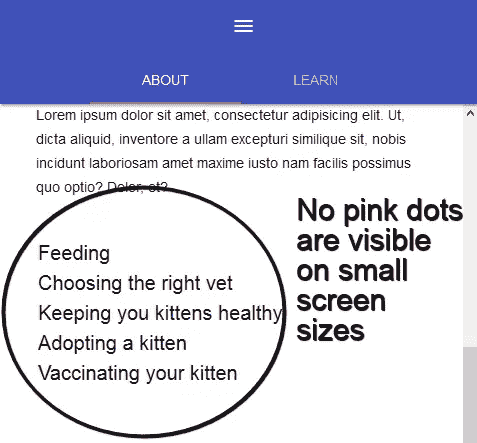 ABOUT LEARN
Lorem ipsum dolor sit amet, consectetur adipisicing elit. Ut,
dicta aliquid, inventore a ullam excepturi similique sit, nobis
incidunt laboriosam amet maxime iusto nam facilis possimus
quo optio? Dolor, et?
Feeding
Choosing the right vet
Keeping you kittens healthy
Adopting a kitten
Vaccinating your kitten
No pink dots
are visible
on small
screen
sizes